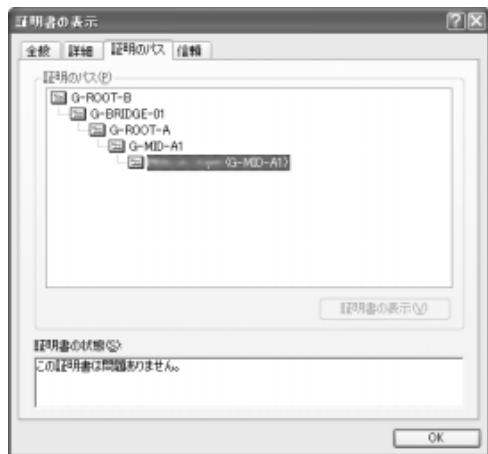 証明書の表示
全般 詳細 証明のパス 信頼
証明のパス(P)
G-ROOT-B
G-BRIDGE-01
G-ROOT-A
G-MID-A1
(G-MID-A1)
証明書の表示(V)
証明書の状態(S):
この証明書は問題ありません。
OK